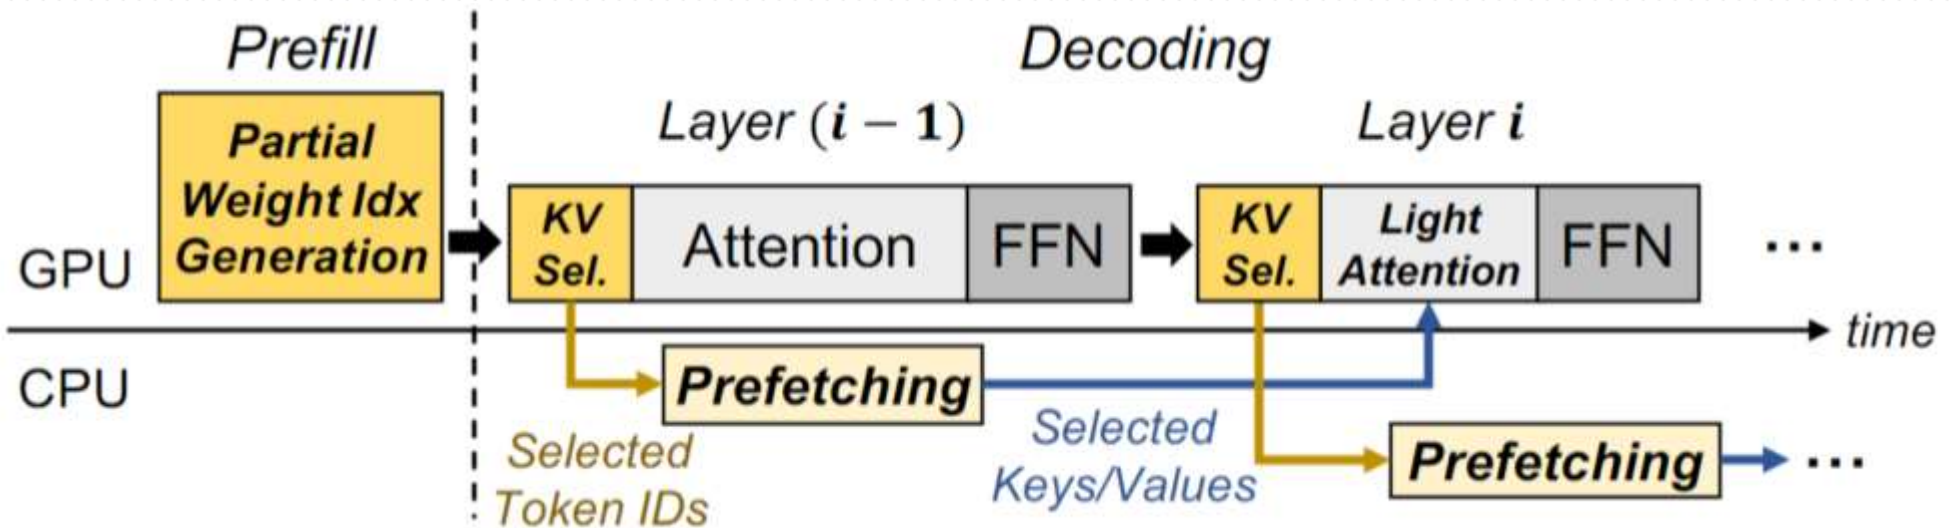 Prefill
Decoding
Partial
Weight Idx
Generation
Layer (i − 1)
Layer i
GPU
KV
Sel.
Attention
FFN
KV
Sel.
Light
Attention
FFN
...
time
CPU
Prefetching
Selected
Token IDs
Selected
Keys/Values
Prefetching
...